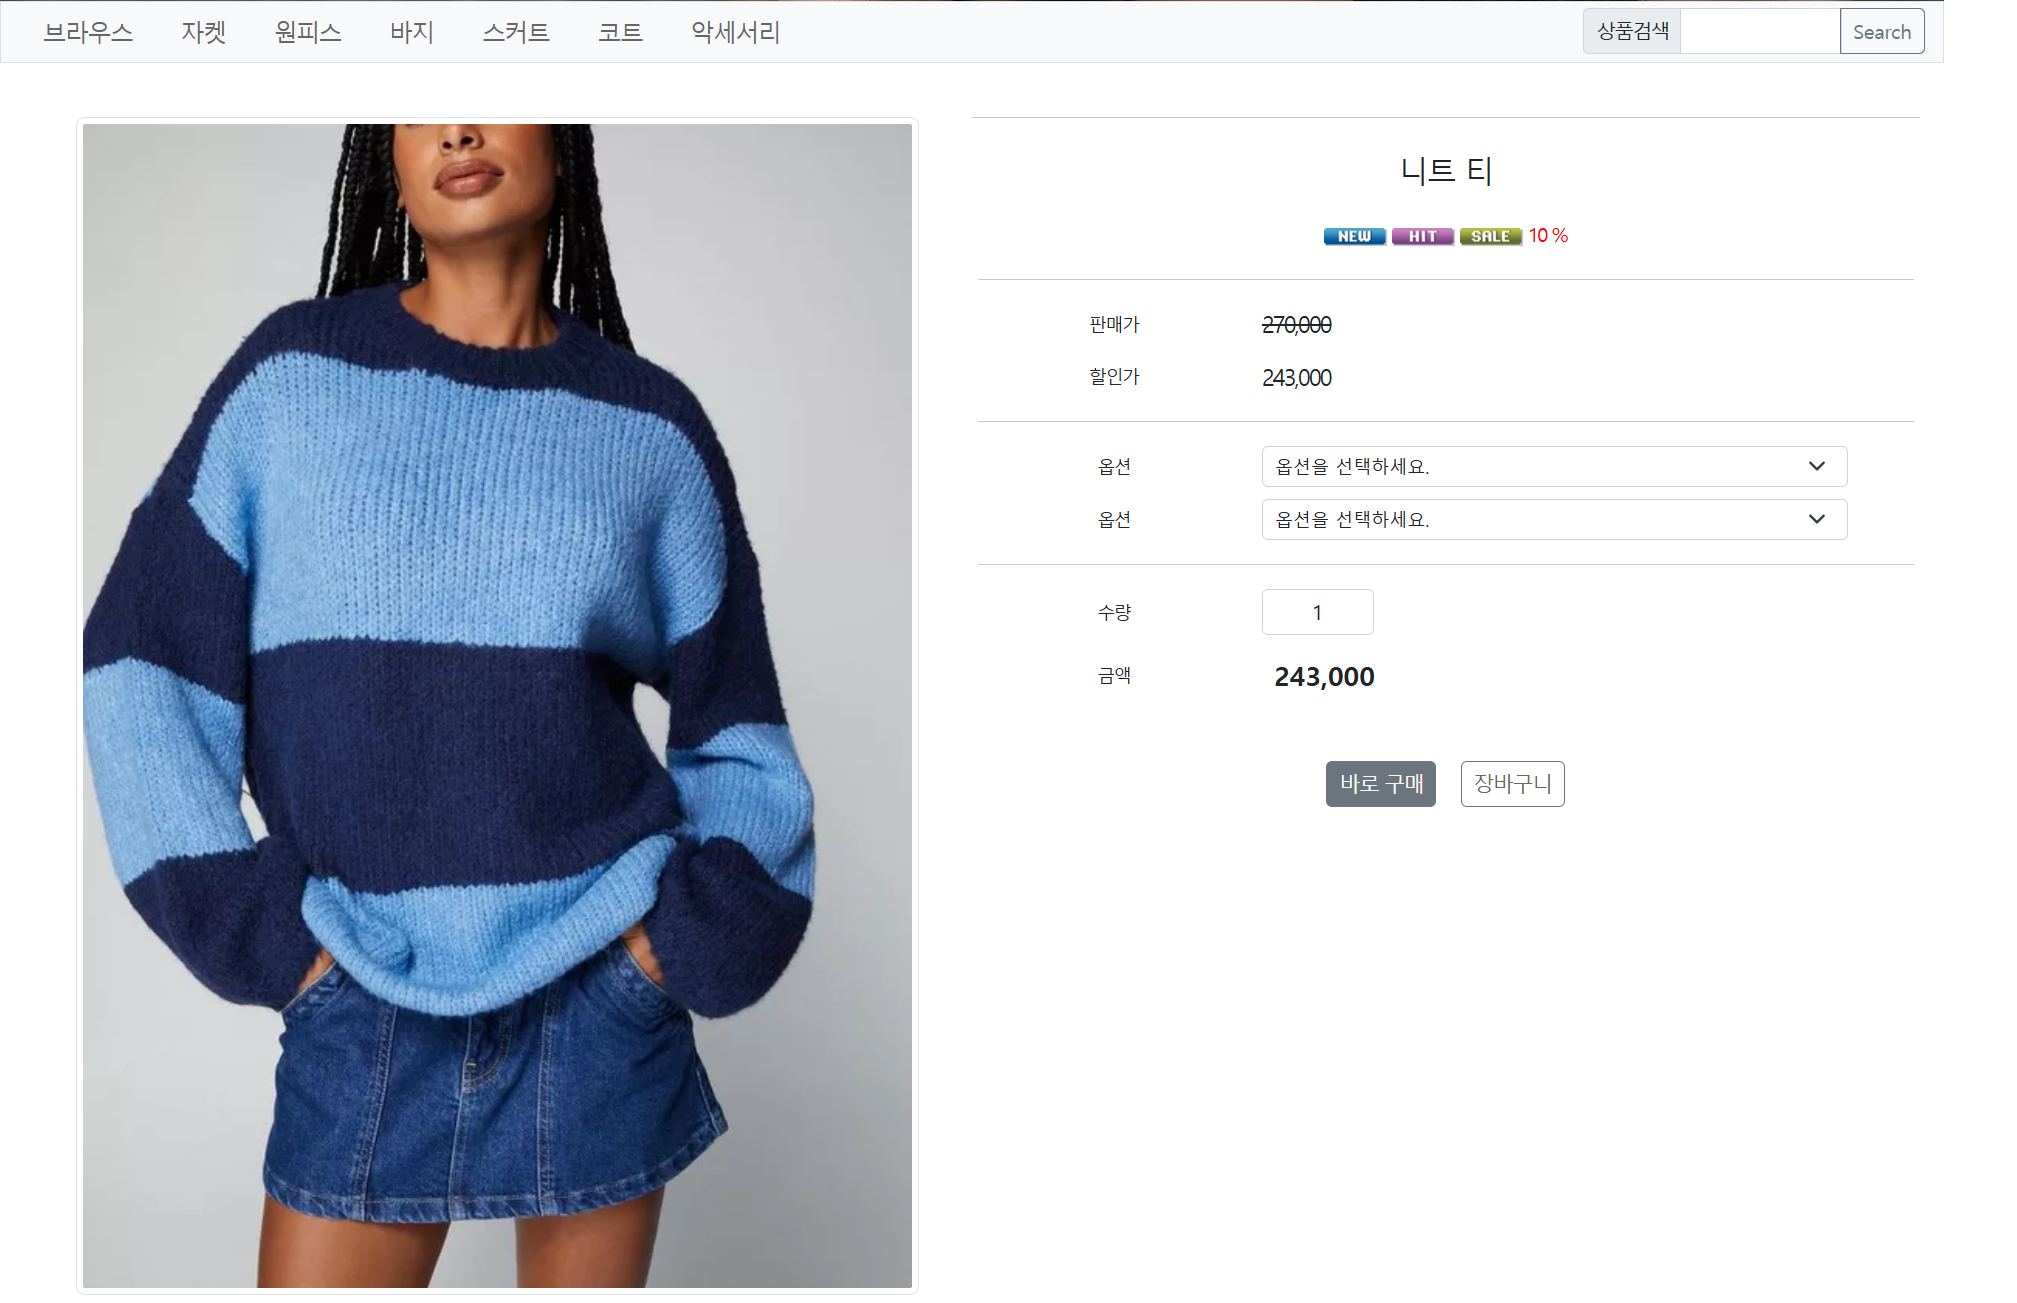 브라우스 자켓 원피스 바지 스커트 코트 악세서리 상품검색 Search
니트 티
NEW HIT SALE 10 %
판매가 270,000
할인가 243,000
옵션 옵션을 선택하세요.
옵션 옵션을 선택하세요.
수량 1
금액 243,000
바로 구매 장바구니